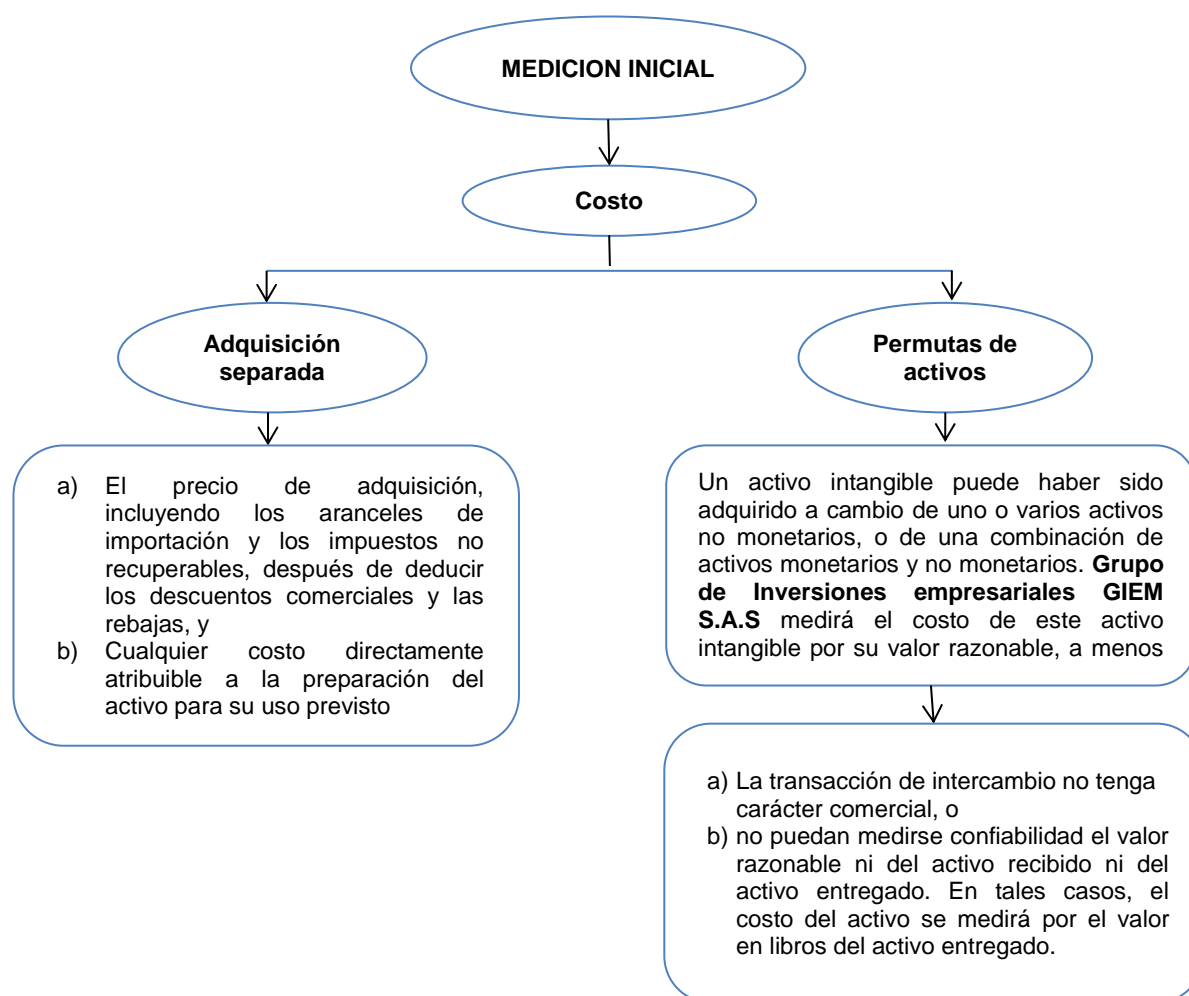 MEDICION INICIAL
Costo
Adquisición
separada
a) El precio de adquisición,
incluyendo los aranceles de
importación y los impuestos no
recuperables, después de deducir
los descuentos comerciales y las
rebajas, y
b) Cualquier costo directamente
atribuible a la preparación del
activo para su uso previsto
Permutas de
activos
Un activo intangible puede haber sido
adquirido a cambio de uno o varios activos
no monetarios, o de una combinación de
activos monetarios y no monetarios. Grupo
de Inversiones empresariales GIEM
S.A.S medirá el costo de este activo
intangible por su valor razonable, a menos
a) La transacción de intercambio no tenga
carácter comercial, o
b) no puedan medirse confiabilidad el valor
razonable ni del activo recibido ni del
activo entregado. En tales casos, el
costo del activo se medirá por el valor
en libros del activo entregado.